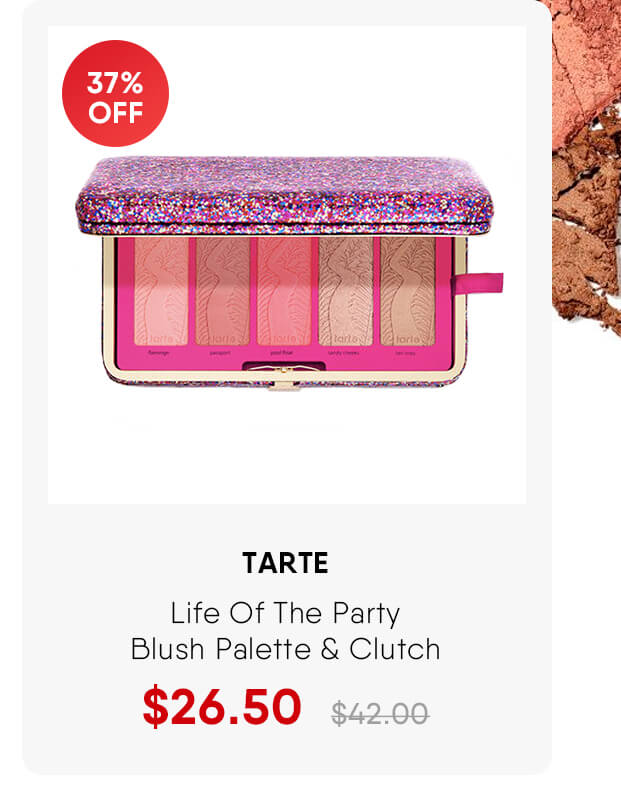 37%
OFF
tarte tarte tarte tarte tarte
flamingo passport pool float sandy cheeks tan lines
TARTE
Life Of The Party
Blush Palette & Clutch
$26.50 $42.00